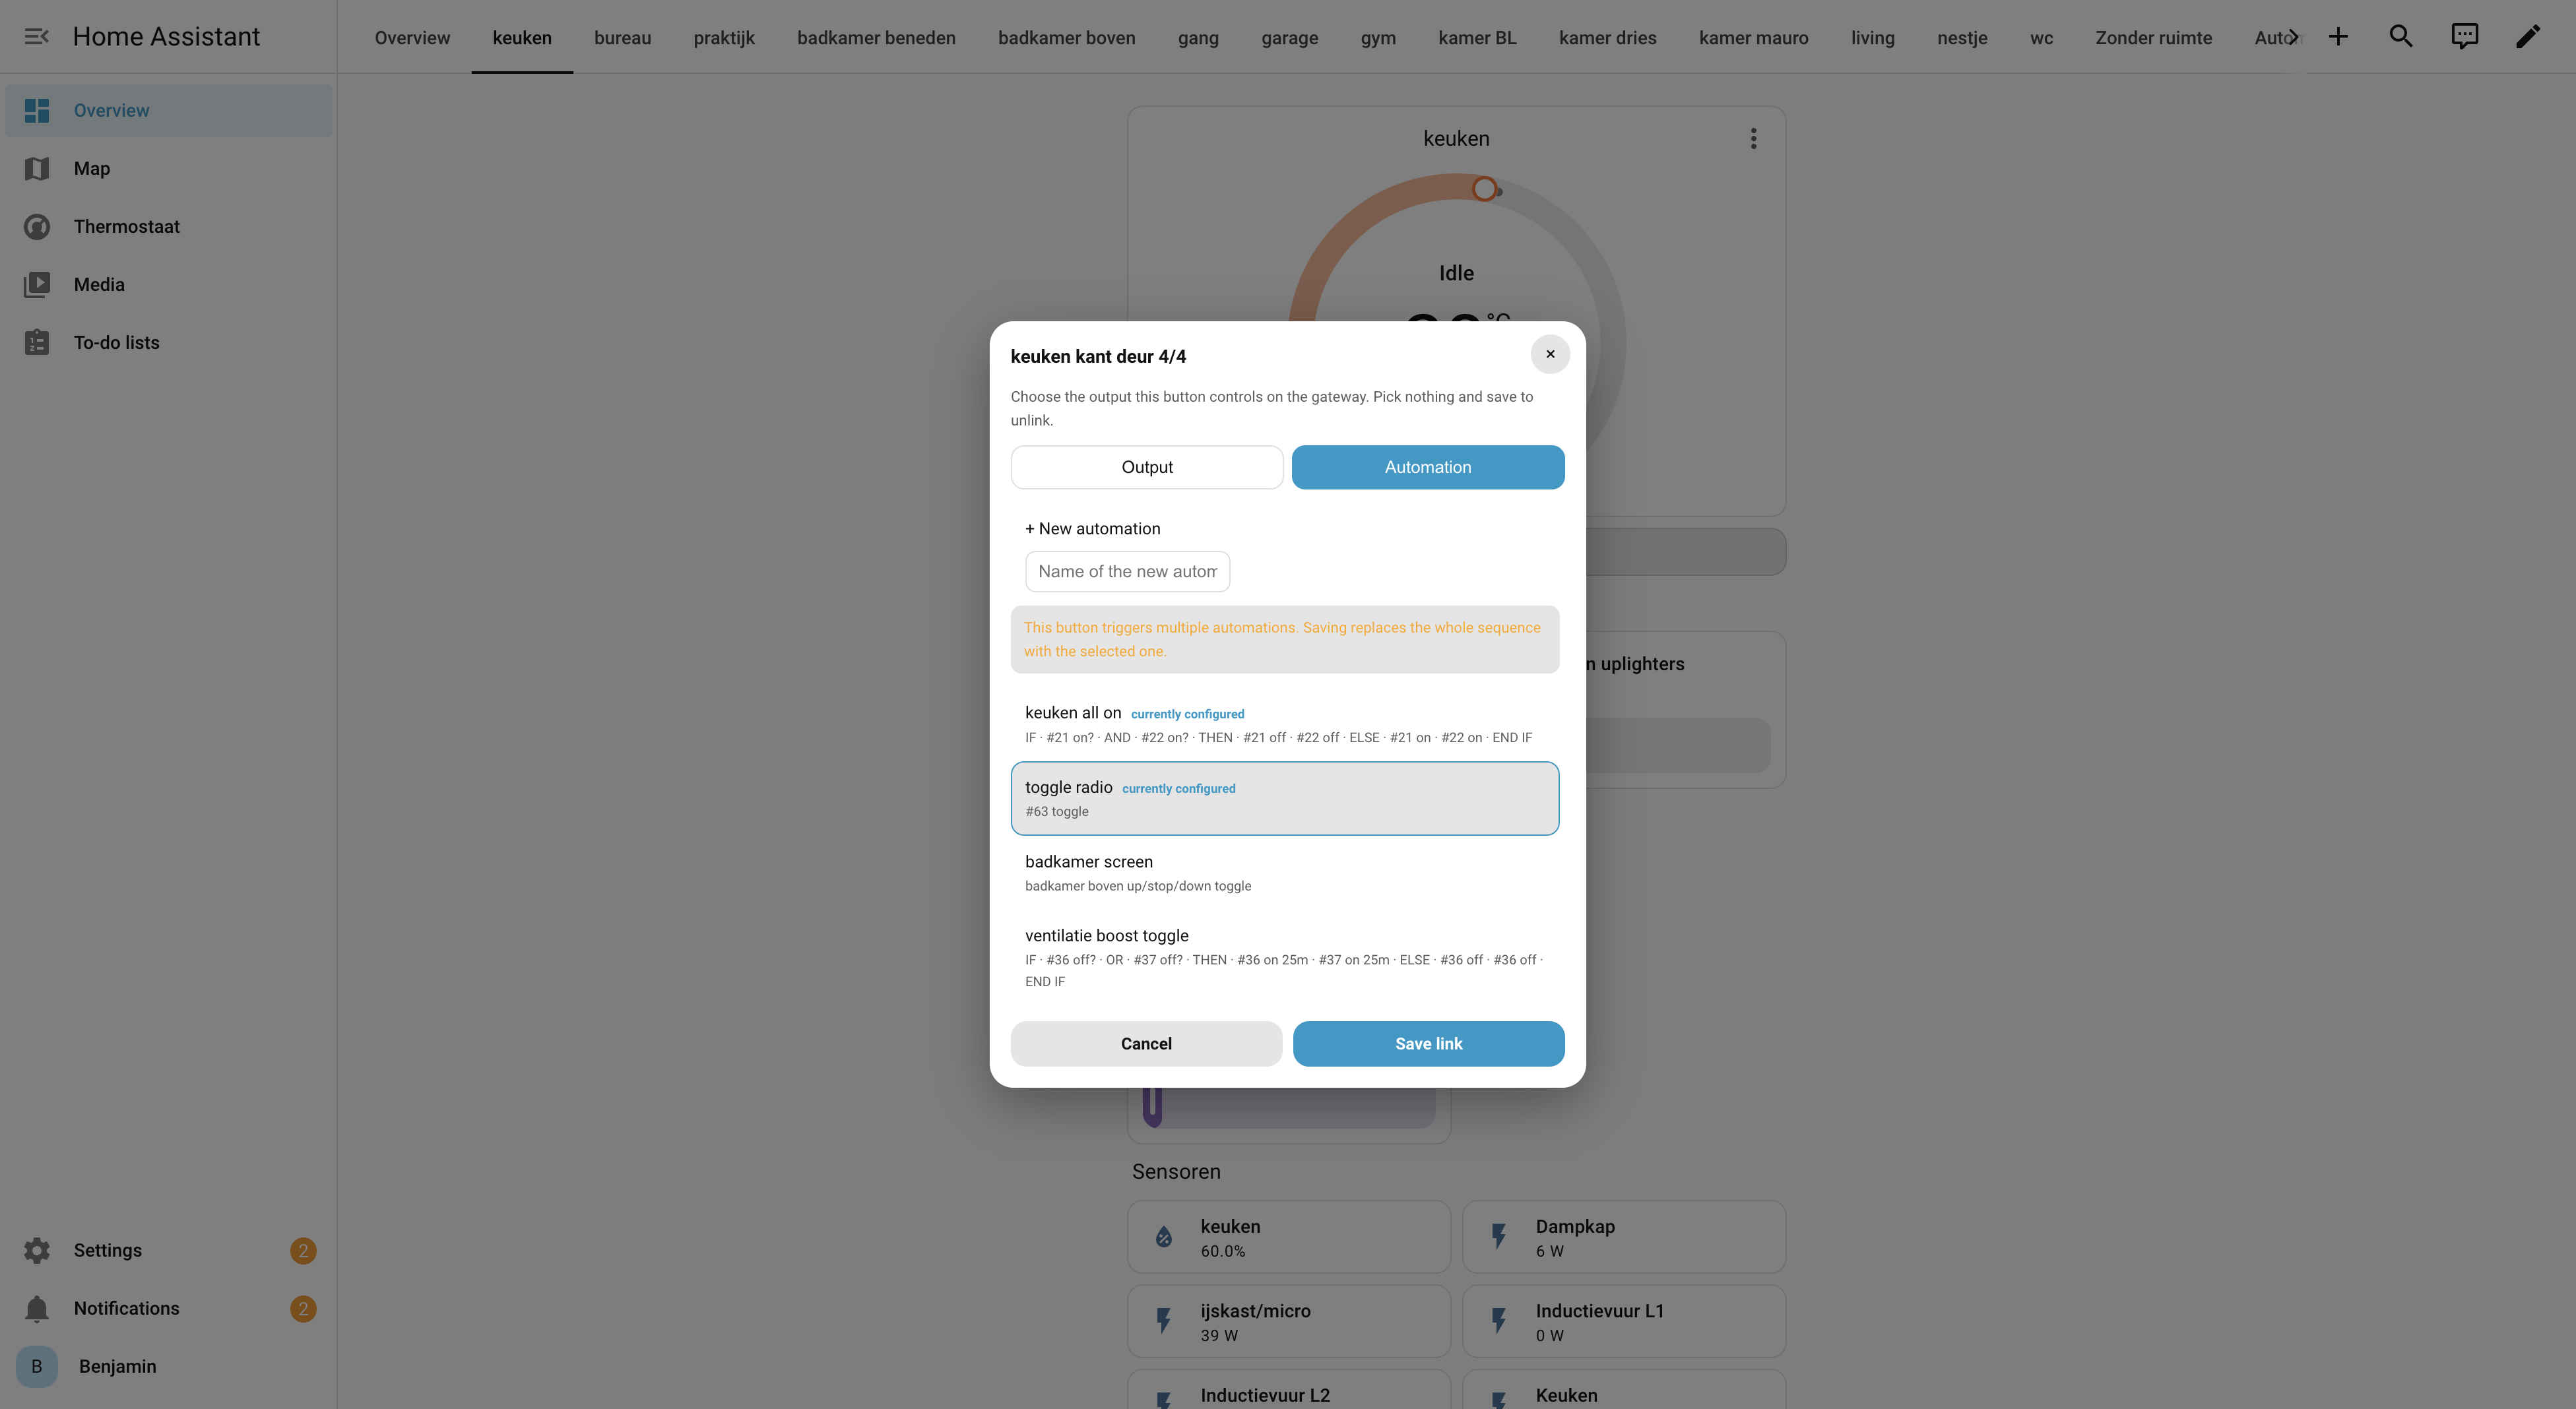 Home Assistant
Overview
keuken
bureau
praktijk
badkamer beneden
badkamer boven
gang
garage
gym
kamer BL
kamer dries
kamer mauro
living
nestje
wc
Zonder ruimte
Overview
Map
Thermostaat
Media
To-do lists
keuken
Idle
°C
keuken kant deur 4/4
×
Choose the output this button controls on the gateway. Pick nothing and save to
unlink.
Output
Automation
+ New automation
Name of the new autom
This button triggers multiple automations. Saving replaces the whole sequence
with the selected one.
uplighters
keuken all on currently configured
IF · #21 on? · AND · #22 on? · THEN · #21 off · #22 off · ELSE · #21 on · #22 on · END IF
toggle radio currently configured
#63 toggle
badkamer screen
badkamer boven up/stop/down toggle
ventilatie boost toggle
IF · #36 off? · OR · #37 off? · THEN · #36 on 25m · #37 on 25m · ELSE · #36 off · #36 off ·
END IF
Cancel
Save link
Sensoren
keuken
60.0%
Dampkap
6 W
ijskast/micro
39 W
Inductievuur L1
0 W
Inductievuur L2
Keuken
Settings
2
Notifications
2
B
Benjamin